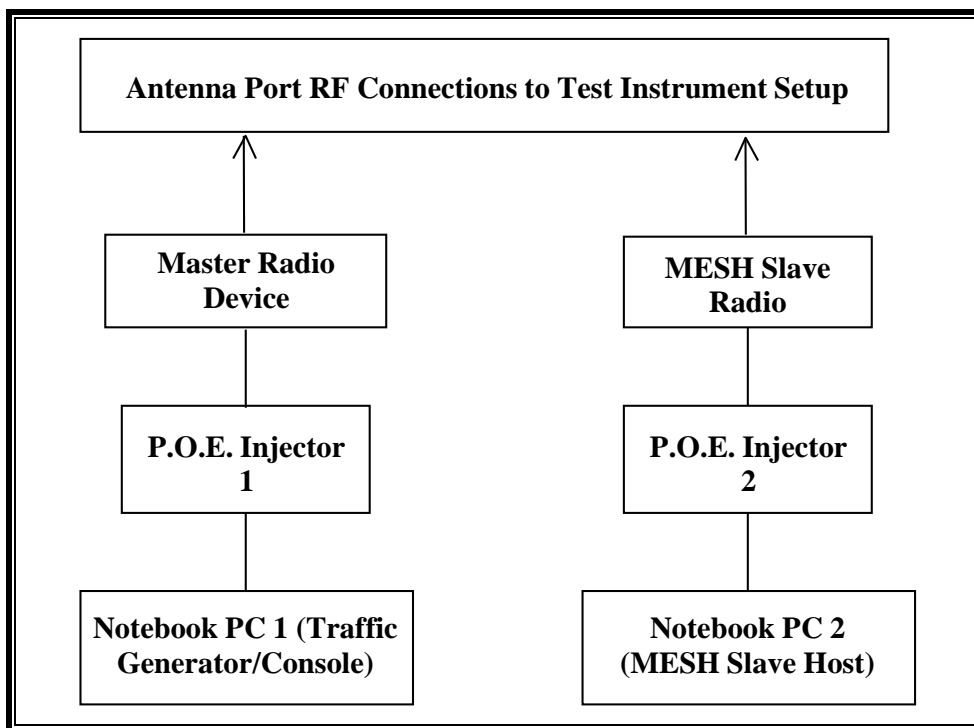 Antenna Port RF Connections to Test Instrument Setup
Master Radio
Device
MESH Slave
Radio
P.O.E. Injector
1
P.O.E. Injector
2
Notebook PC 1 (Traffic
Generator/Console)
Notebook PC 2
(MESH Slave Host)